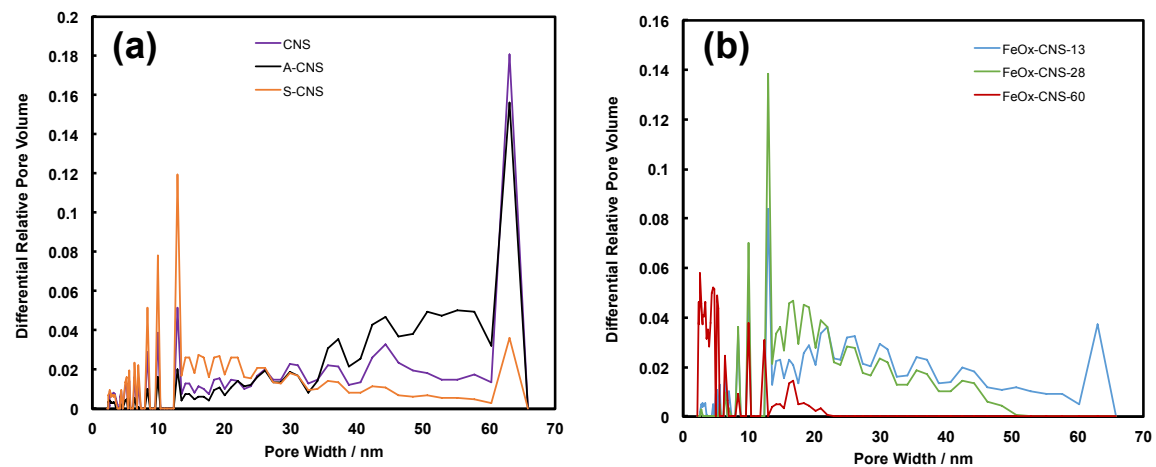 (a)
CNS
A-CNS
S-CNS
Differential Relative Pore Volume
0.2
0.18
0.16
0.14
0.12
0.1
0.08
0.06
0.04
0.02
0
0 10 20 30 40 50 60 70
Pore Width / nm
(b)
FeOx-CNS-13
FeOx-CNS-28
FeOx-CNS-60
Differential Relative Pore Volume
0.16
0.14
0.12
0.1
0.08
0.06
0.04
0.02
0
0 10 20 30 40 50 60 70
Pore Width / nm